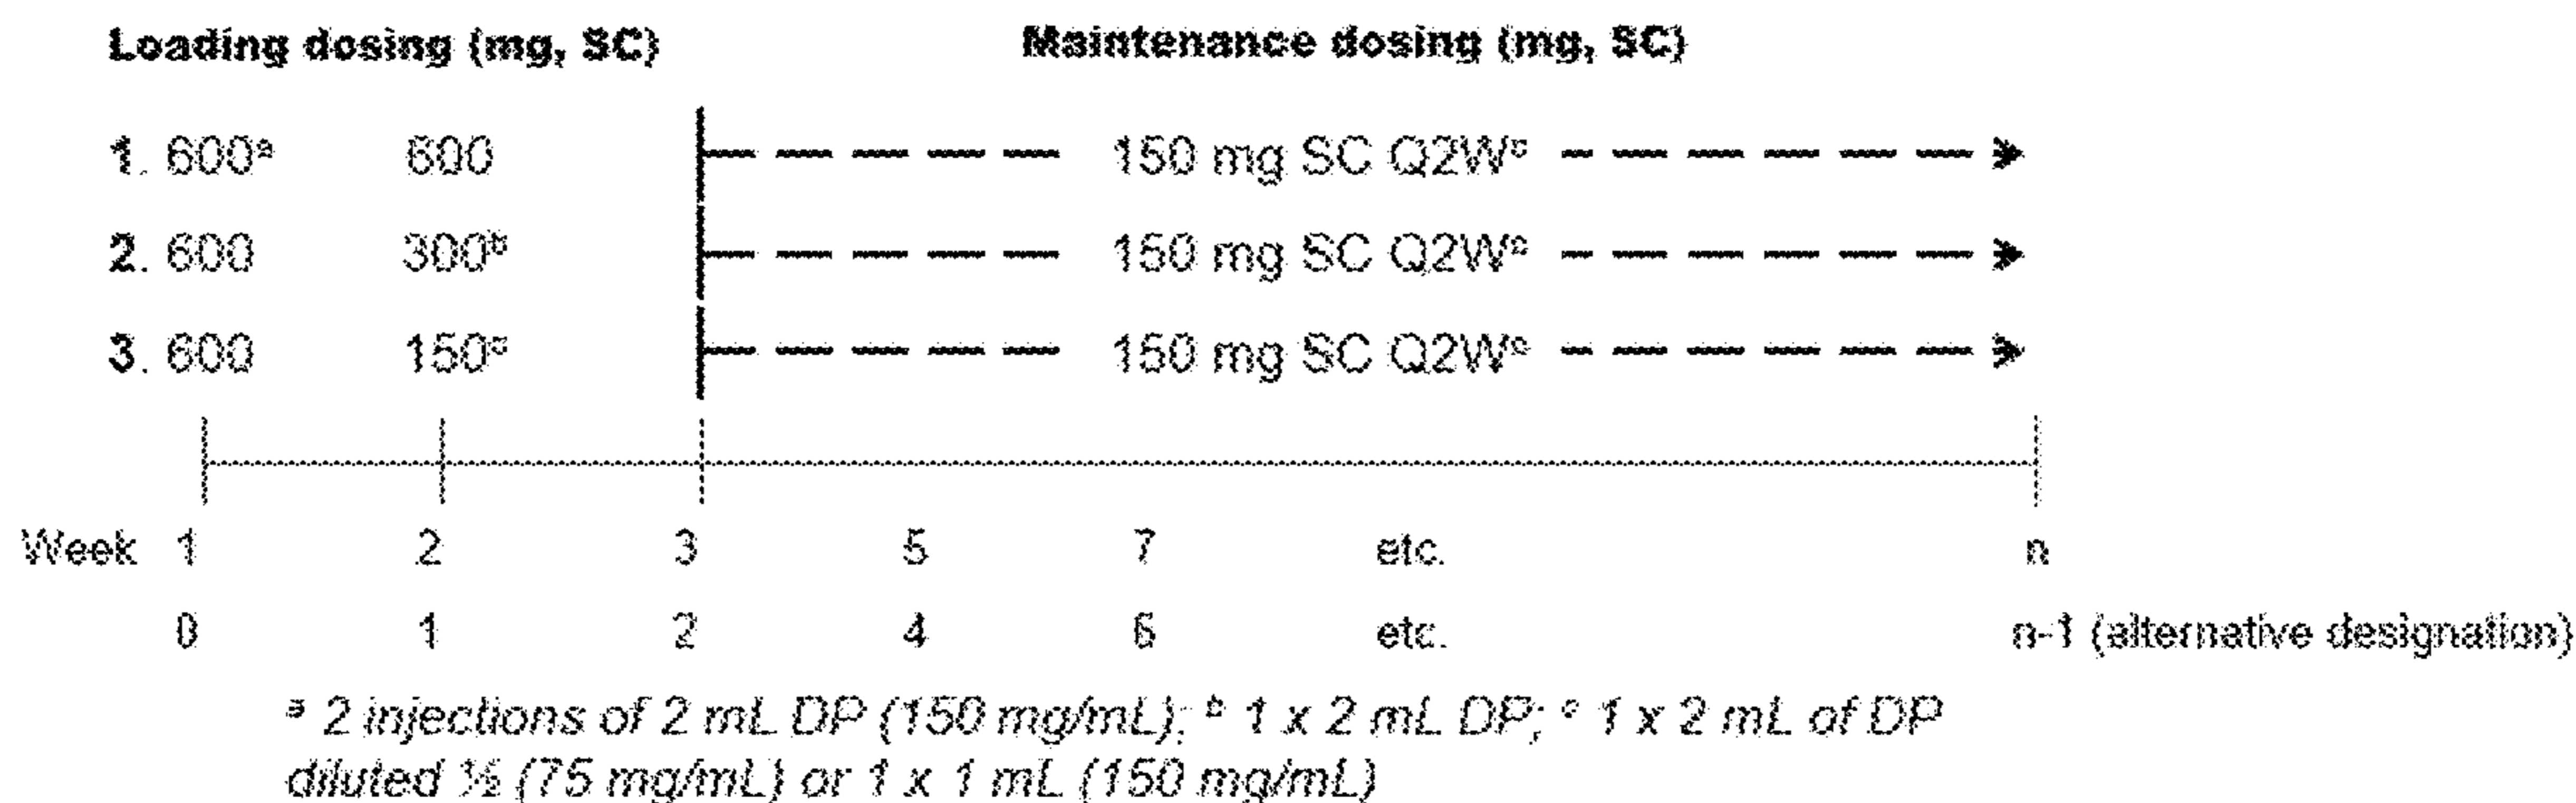 Loading dosing (mg, SC) Maintenance dosing (mg, SC)
1. 600ᵃ 600 150 mg SC Q2Wᶜ
2. 600 300ᵇ 150 mg SC Q2Wᶜ
3. 600 150ᶜ 150 mg SC Q2Wᶜ
Week 1 2 3 5 7 etc. n
0 1 2 4 6 etc. n-1 (alternative designation)
ᵃ 2 injections of 2 mL DP (150 mg/mL); ᵇ 1 x 2 mL DP; ᶜ 1 x 2 mL of DP
diluted ½ (75 mg/mL) or 1 x 1 mL (150 mg/mL)